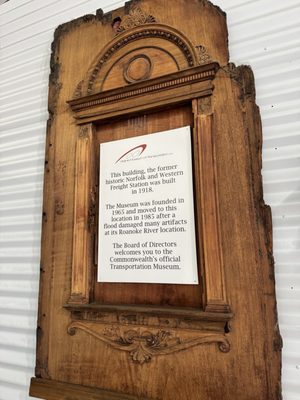 This building, the former
historic Norfolk and Western
Freight Station was built
in 1918.
The Museum was founded in
1963 and moved to this
location in 1985 after a
flood damaged many artifacts
at its Roanoke River location.
The Board of Directors
welcomes you to the
Commonwealth's official
Transportation Museum.